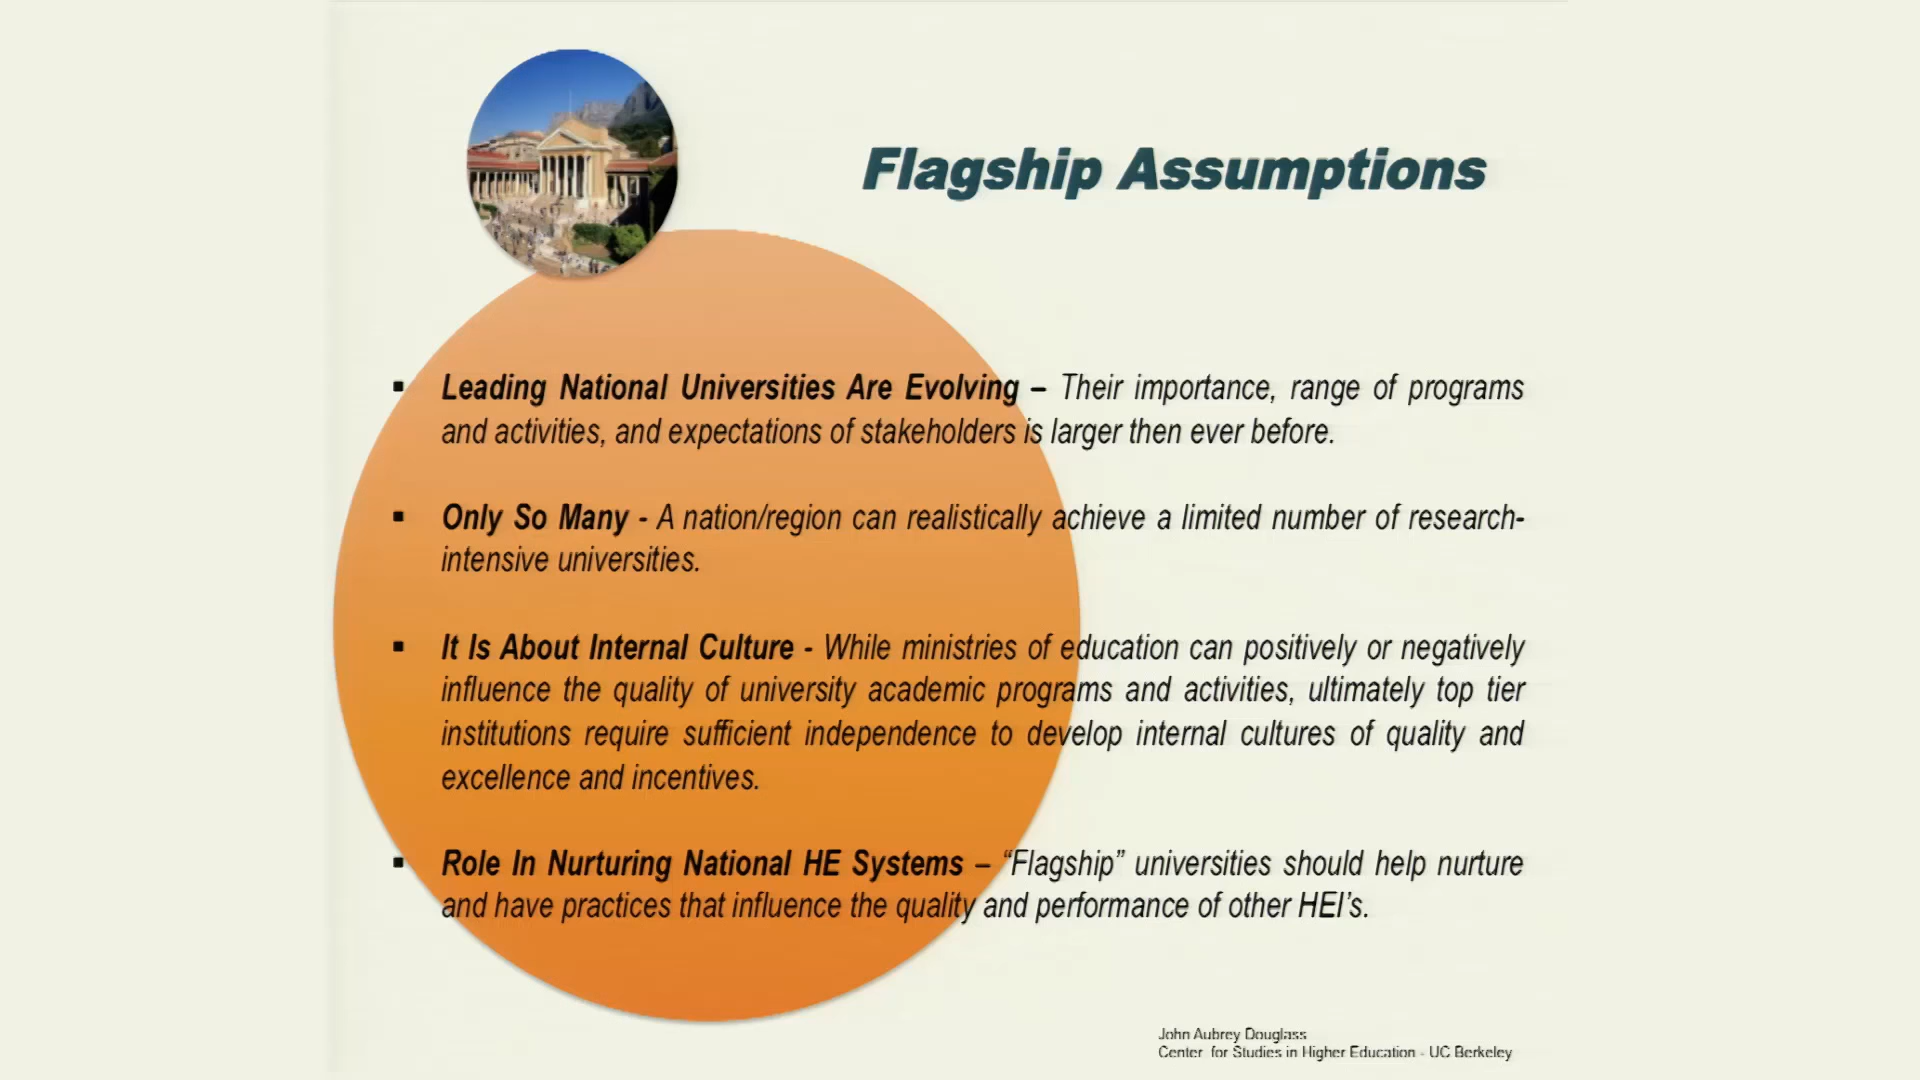 Flagship Assumptions
▪ Leading National Universities Are Evolving – Their importance, range of programs
and activities, and expectations of stakeholders is larger then ever before.
▪ Only So Many - A nation/region can realistically achieve a limited number of research-
intensive universities.
▪ It Is About Internal Culture - While ministries of education can positively or negatively
influence the quality of university academic programs and activities, ultimately top tier
institutions require sufficient independence to develop internal cultures of quality and
excellence and incentives.
▪ Role In Nurturing National HE Systems – “Flagship” universities should help nurture
and have practices that influence the quality and performance of other HEI’s.
John Aubrey Douglass
Center for Studies in Higher Education - UC Berkeley